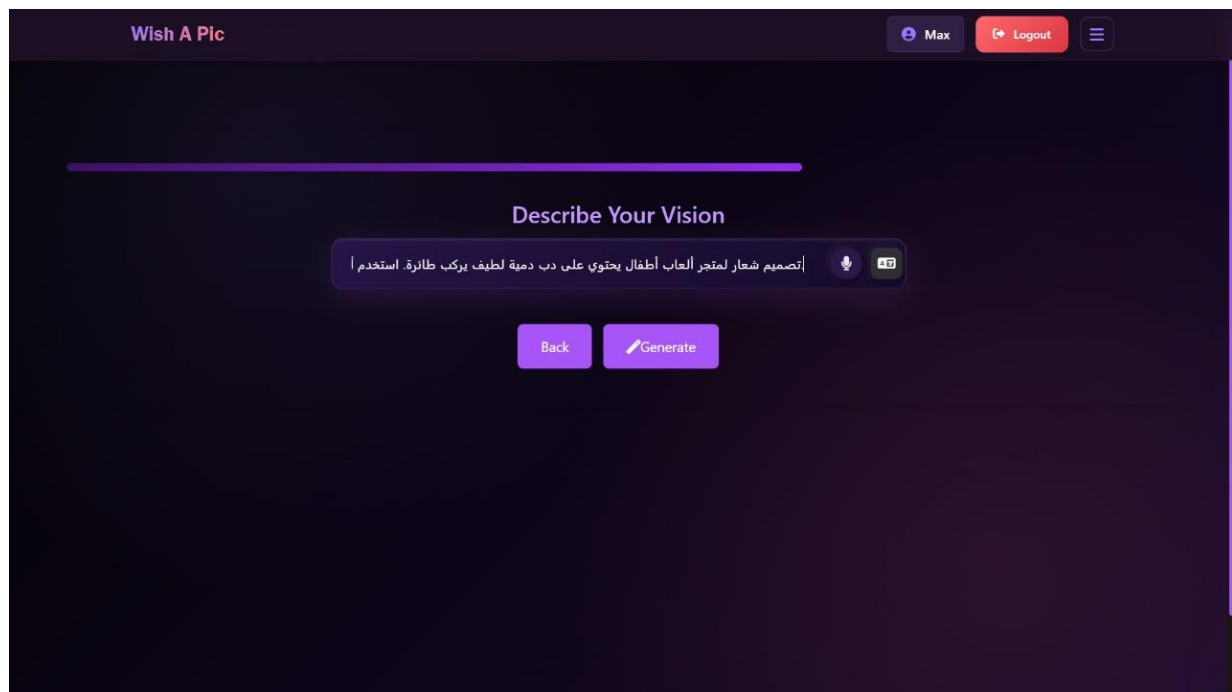 Wish A Pic
Max
Logout
Describe Your Vision
تصميم شعار لمتجر ألعاب أطفال يحتوي على دب دمية لطيف يركب طائرة. استخدم أ
Back
Generate